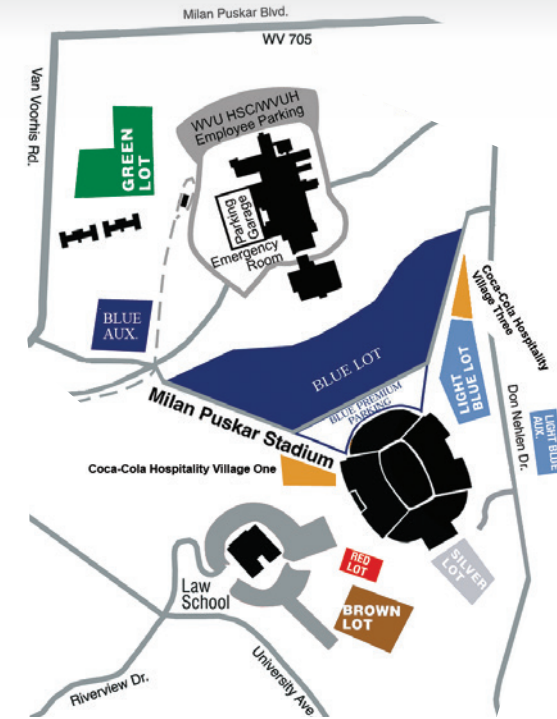 Milan Puskar Blvd.
WV 705
Van Voorhis Rd.
WVU HSC/WVUH
Employee Parking
GREEN
LOT
Parking
Garage
Emergency
Room
BLUE
AUX.
BLUE LOT
BLUE PREMIUM
PARKING
Coca-Cola Hospitality
Village Three
LIGHT
BLUE LOT
LIGHT BLUE
AUX.
Don Nehlen Dr.
Milan Puskar Stadium
Coca-Cola Hospitality Village One
RED
LOT
SILVER
LOT
Law
School
BROWN
LOT
Riverview Dr.
University Ave